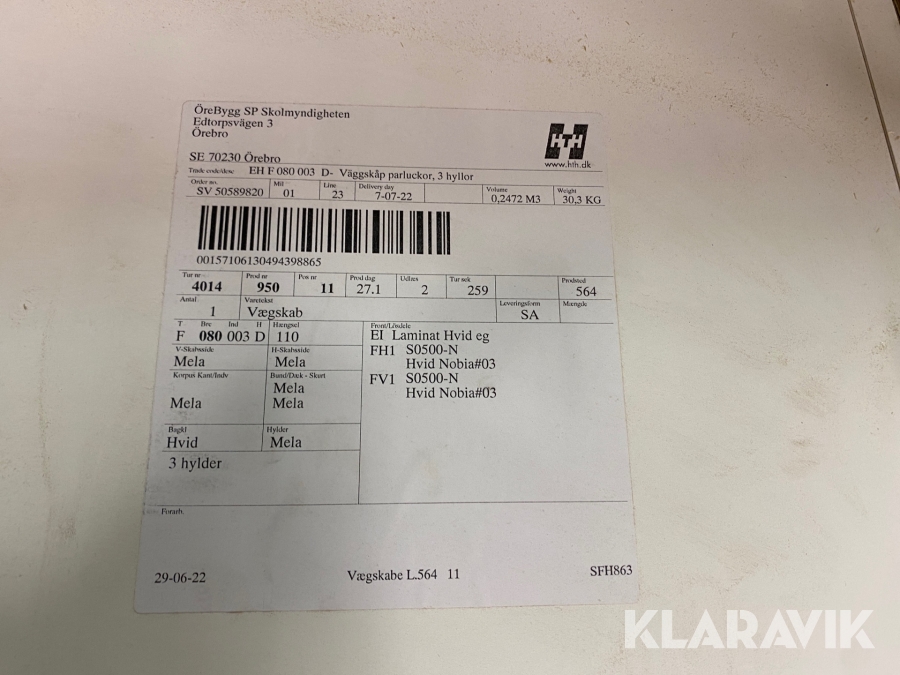 ÖreBygg SP Skolmyndigheten
Edtorpsvägen 3
Örebro
SE 70230 Örebro
HTH
www.hth.dk
Trade code/desc EH F 080 003 D- Väggskåp parluckor, 3 hyllor
Order no. Mil Line Delivery day Volume Weight
SV 50589820 01 23 7-07-22 0,2472 M3 30,3 KG
00157106130494398865
Tur nr Prod nr Pos nr Prod dag Udlæs Tur sek Prodsted
4014 950 11 27.1 2 259 564
Antal Varetekst Leveringsform Mængde
1 Vægskab SA
T Bre Ind H Hængsel Front/Lösdele
F 080 003 D 110 EI Laminat Hvid eg
V-Skabsside H-Skabsside FH1 S0500-N
Mela Mela Hvid Nobia#03
Korpus Kant/Indv Bund/Dæk - Skurt FV1 S0500-N
Mela Hvid Nobia#03
Mela Mela
Bagkl Hylder
Hvid Mela
3 hylder
Forarb.
29-06-22 Vægskabe L.564 11 SFH863
KLARAVIK